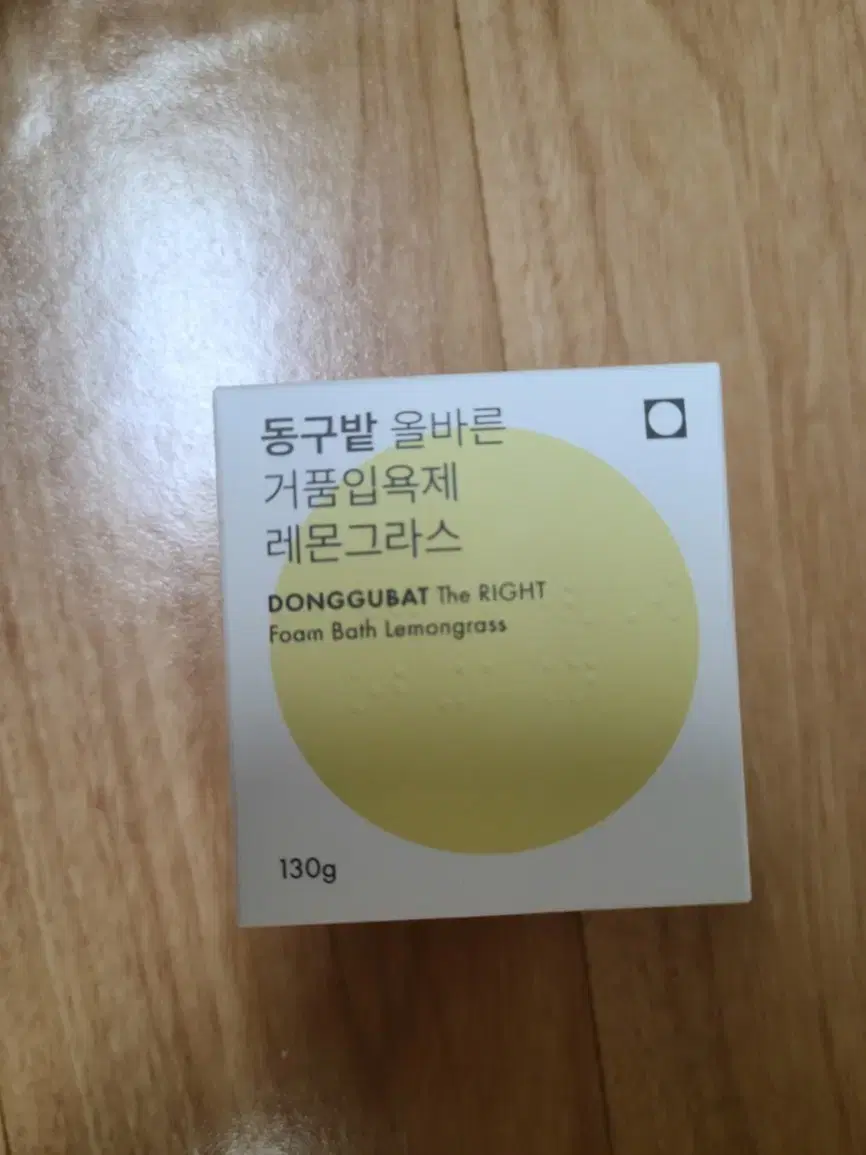 동구밭 올바른
거품입욕제
레몬그라스
DONGGUBAT The RIGHT
Foam Bath Lemongrass
130g